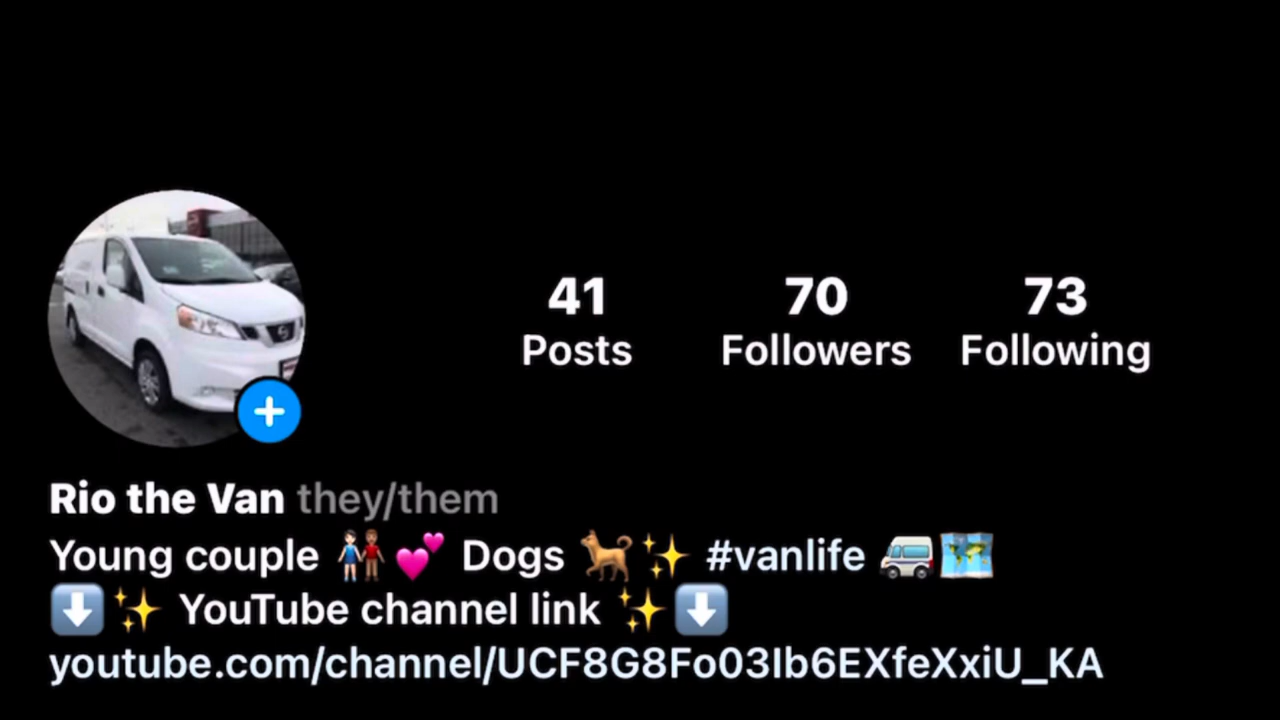 41 70 73
Posts Followers Following
Rio the Van they/them
Young couple 👫💕 Dogs 🐕✨ #vanlife 🚐🗺️
⬇️✨ YouTube channel link ✨⬇️
youtube.com/channel/UCF8G8Fo03Ib6EXfeXxiU_KA